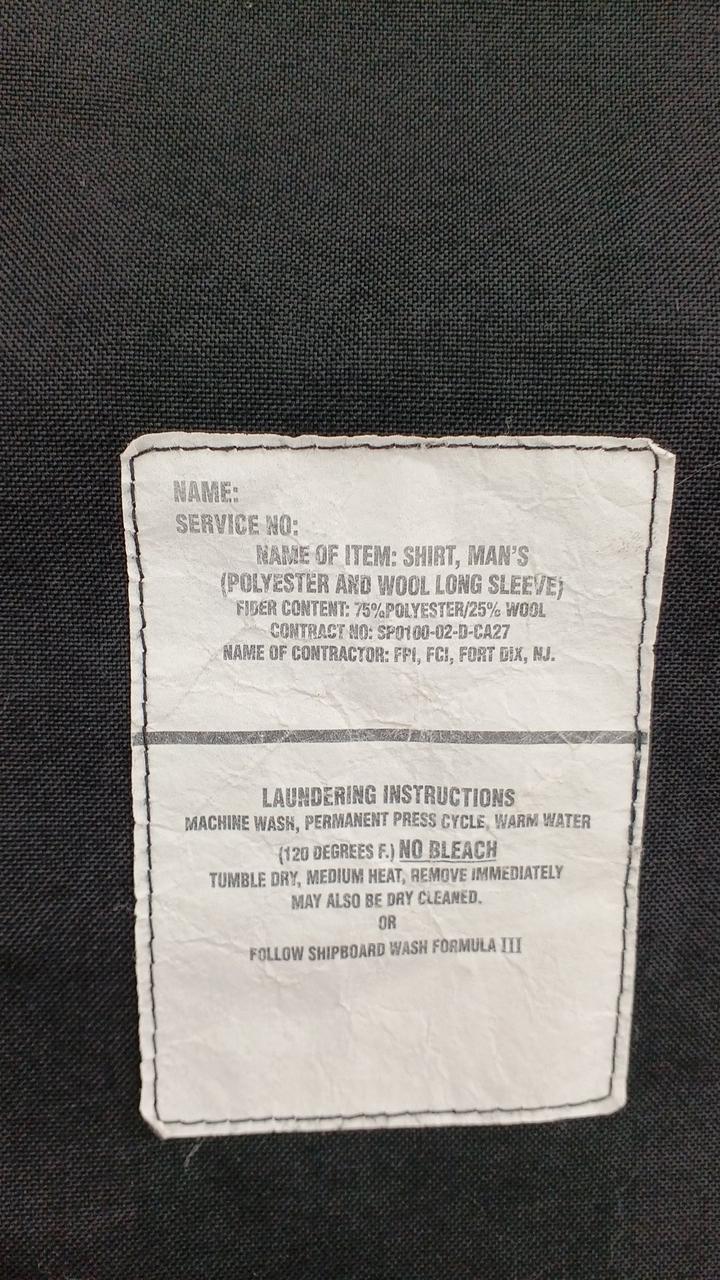 NAME:
SERVICE NO:
NAME OF ITEM: SHIRT, MAN'S
(POLYESTER AND WOOL LONG SLEEVE)
FIDER CONTENT: 75%POLYESTER/25% WOOL
CONTRACT NO: SP0100-02-D-CA27
NAME OF CONTRACTOR: FPI, FCI, FORT DIX, NJ.
LAUNDERING INSTRUCTIONS
MACHINE WASH, PERMANENT PRESS CYCLE, WARM WATER
(120 DEGREES F.) NO BLEACH
TUMBLE DRY, MEDIUM HEAT, REMOVE IMMEDIATELY
MAY ALSO BE DRY CLEANED.
OR
FOLLOW SHIPBOARD WASH FORMULA III